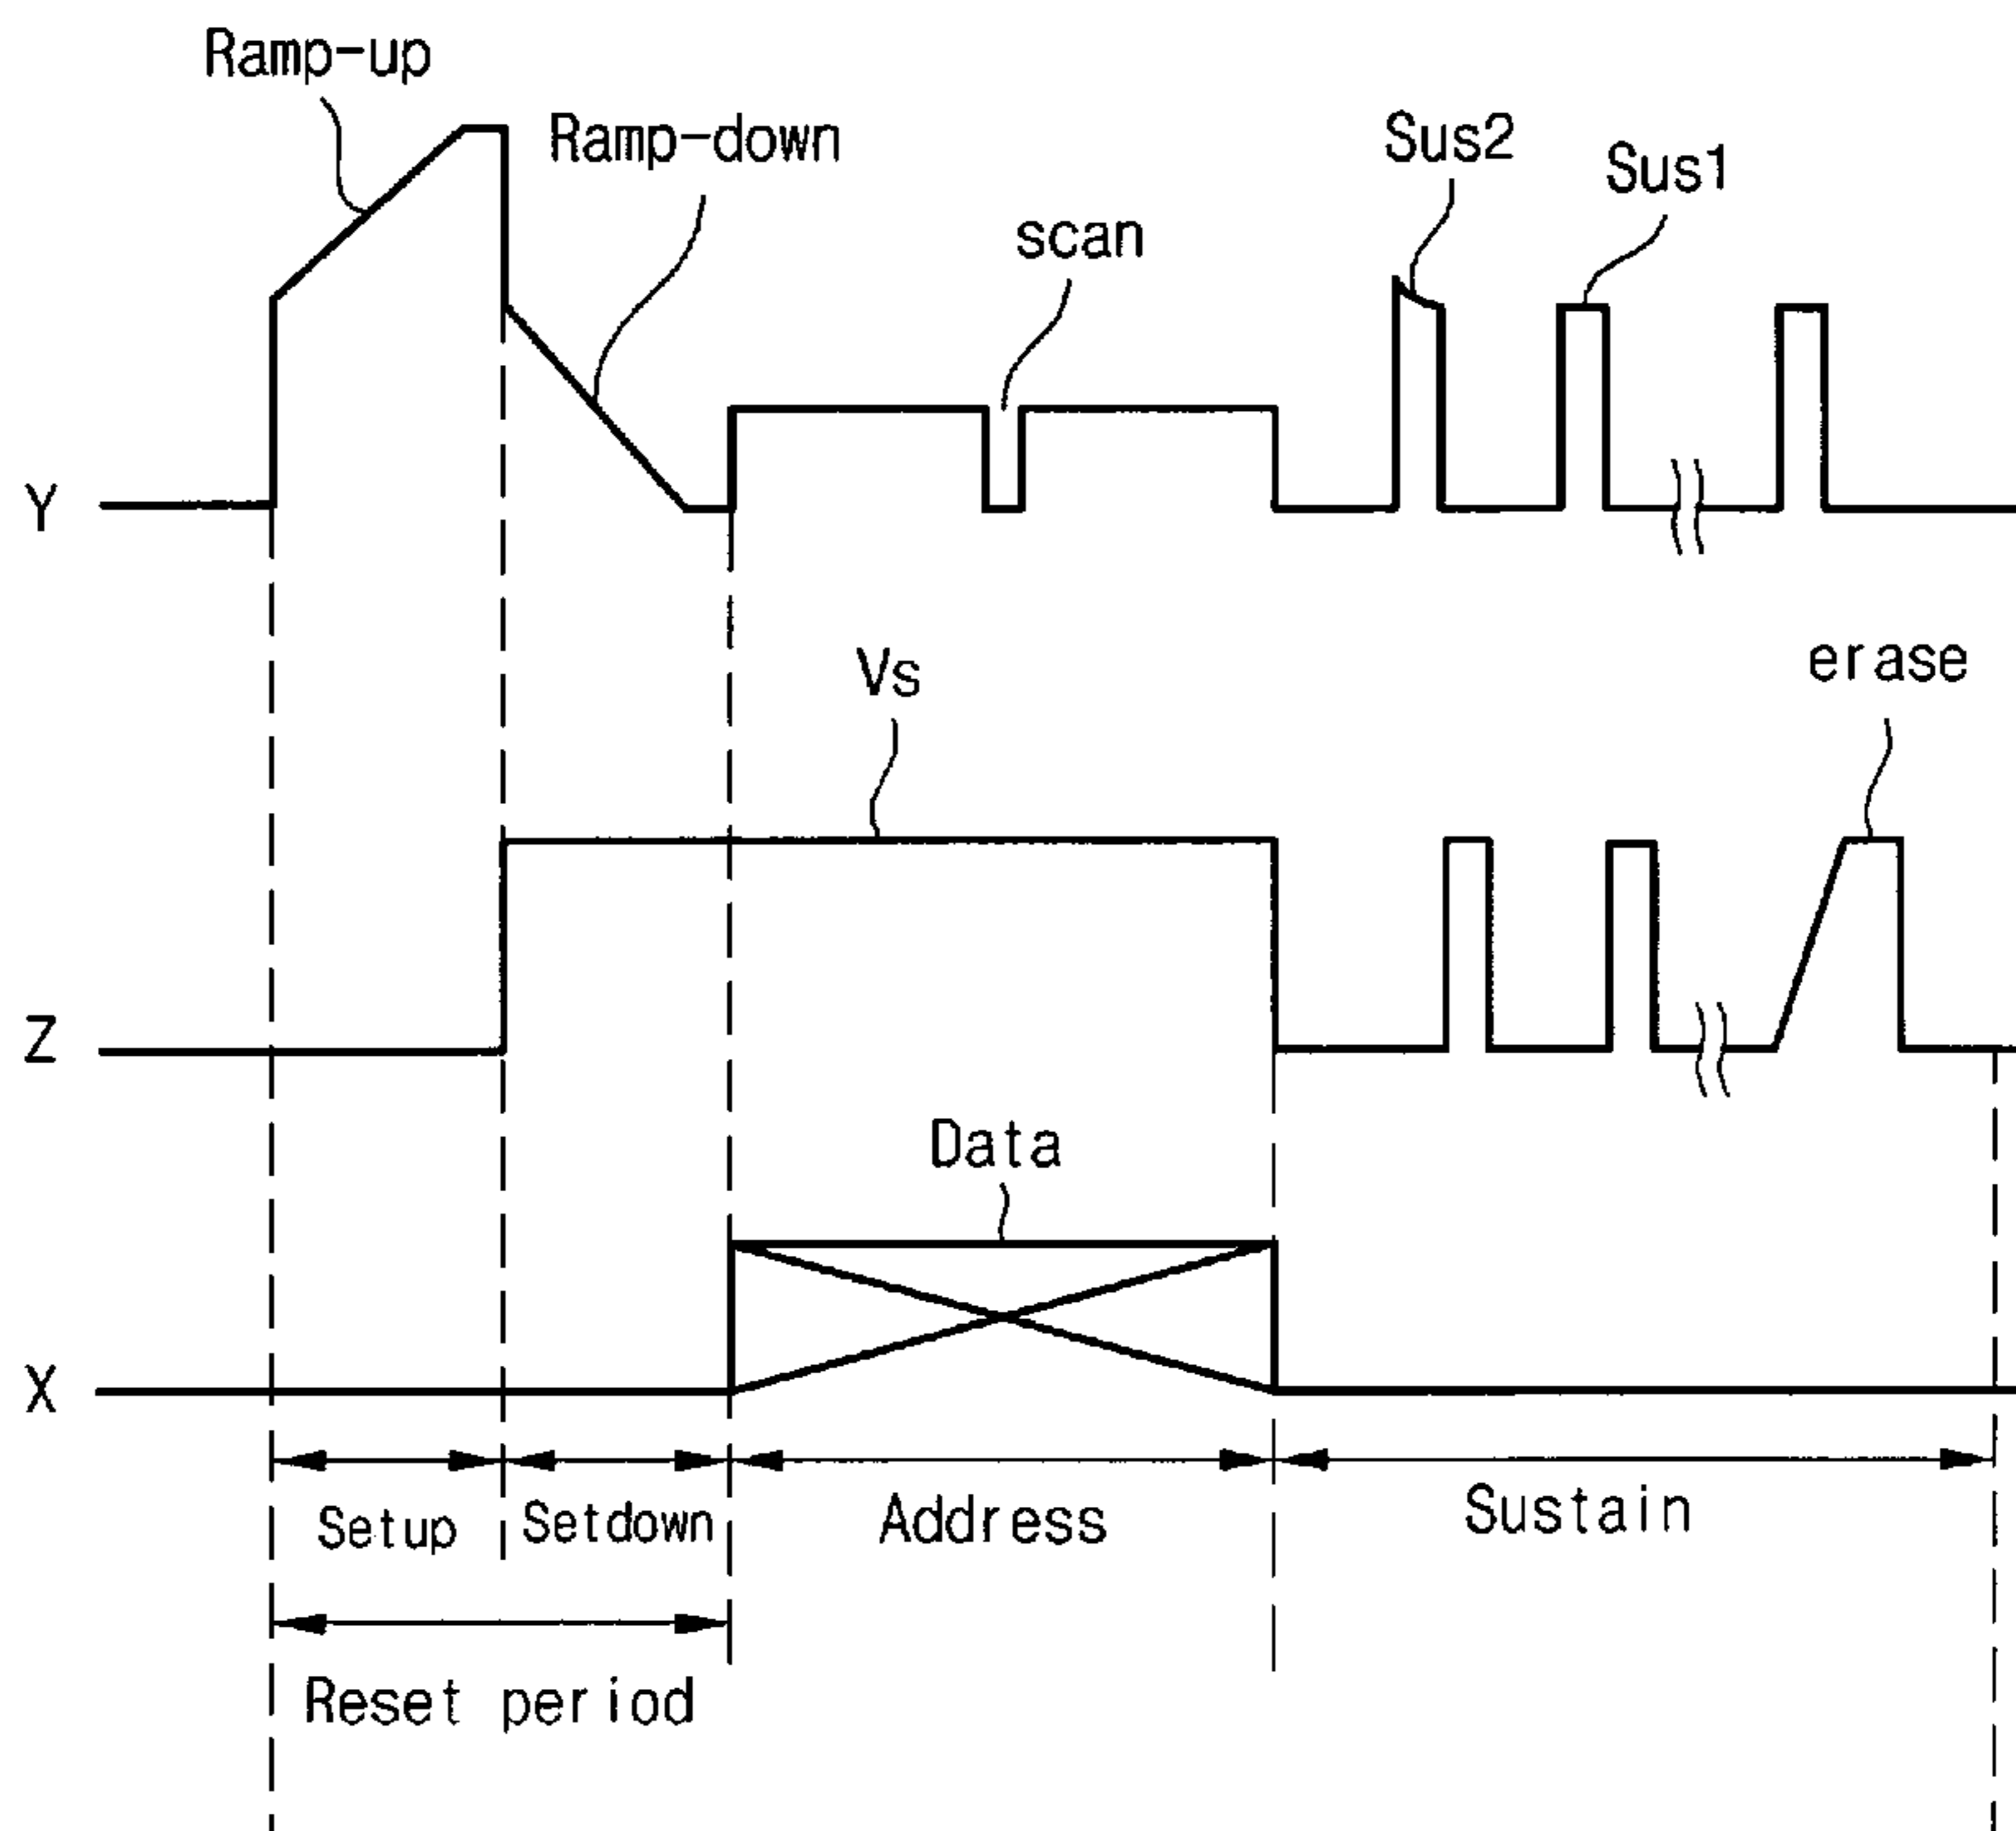 Ramp-up
Ramp-down
Sus2
Sus1
scan
Y
Vs
erase
Z
Data
X
Setup
Setdown
Address
Sustain
Reset period